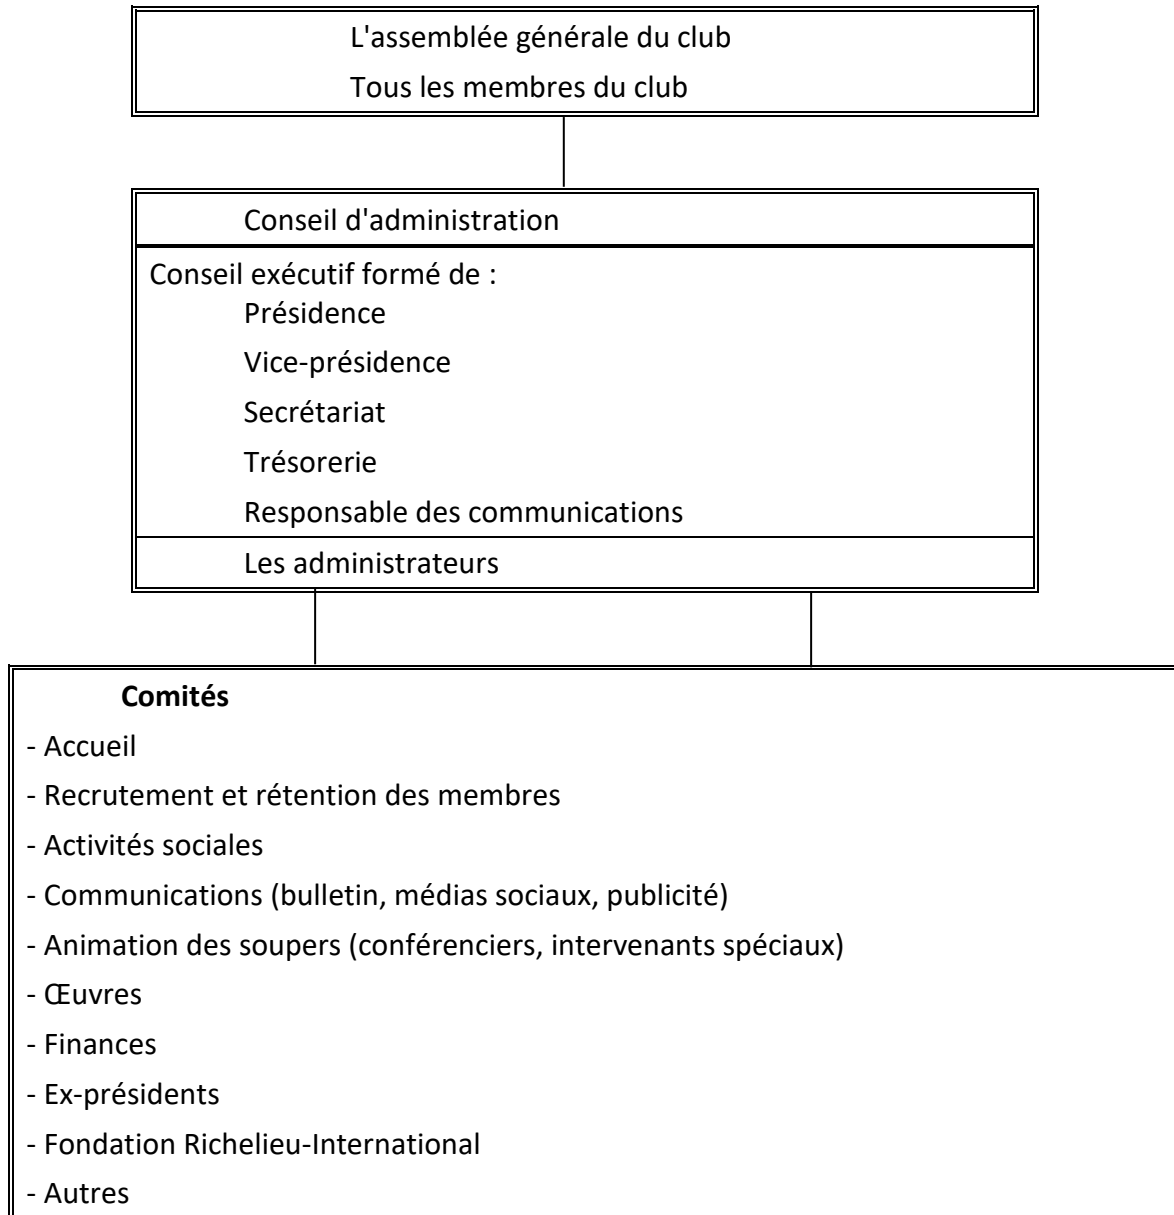 L'assemblée générale du club
Tous les membres du club
Conseil d'administration
Conseil exécutif formé de :
Présidence
Vice-présidence
Secrétariat
Trésorerie
Responsable des communications
Les administrateurs
Comités
- Accueil
- Recrutement et rétention des membres
- Activités sociales
- Communications (bulletin, médias sociaux, publicité)
- Animation des soupers (conférenciers, intervenants spéciaux)
- Œuvres
- Finances
- Ex-présidents
- Fondation Richelieu-International
- Autres